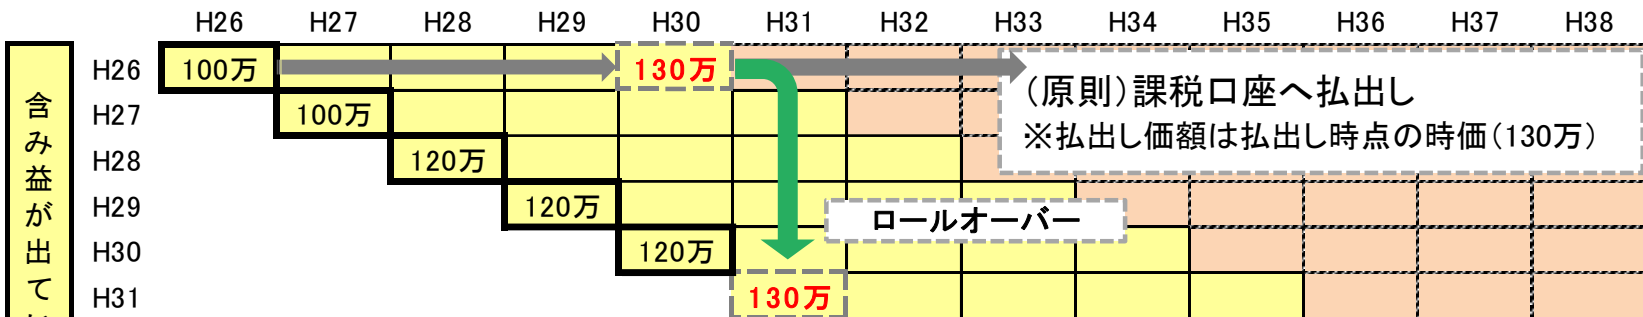 H26 H27 H28 H29 H30 H31 H32 H33 H34 H35 H36 H37 H38
含み益が出て
H26 100万 130万
(原則)課税口座へ払出し
H27 100万
※払出し価額は払出し時点の時価(130万)
H28 120万
H29 120万
ロールオーバー
H30 120万
H31 130万